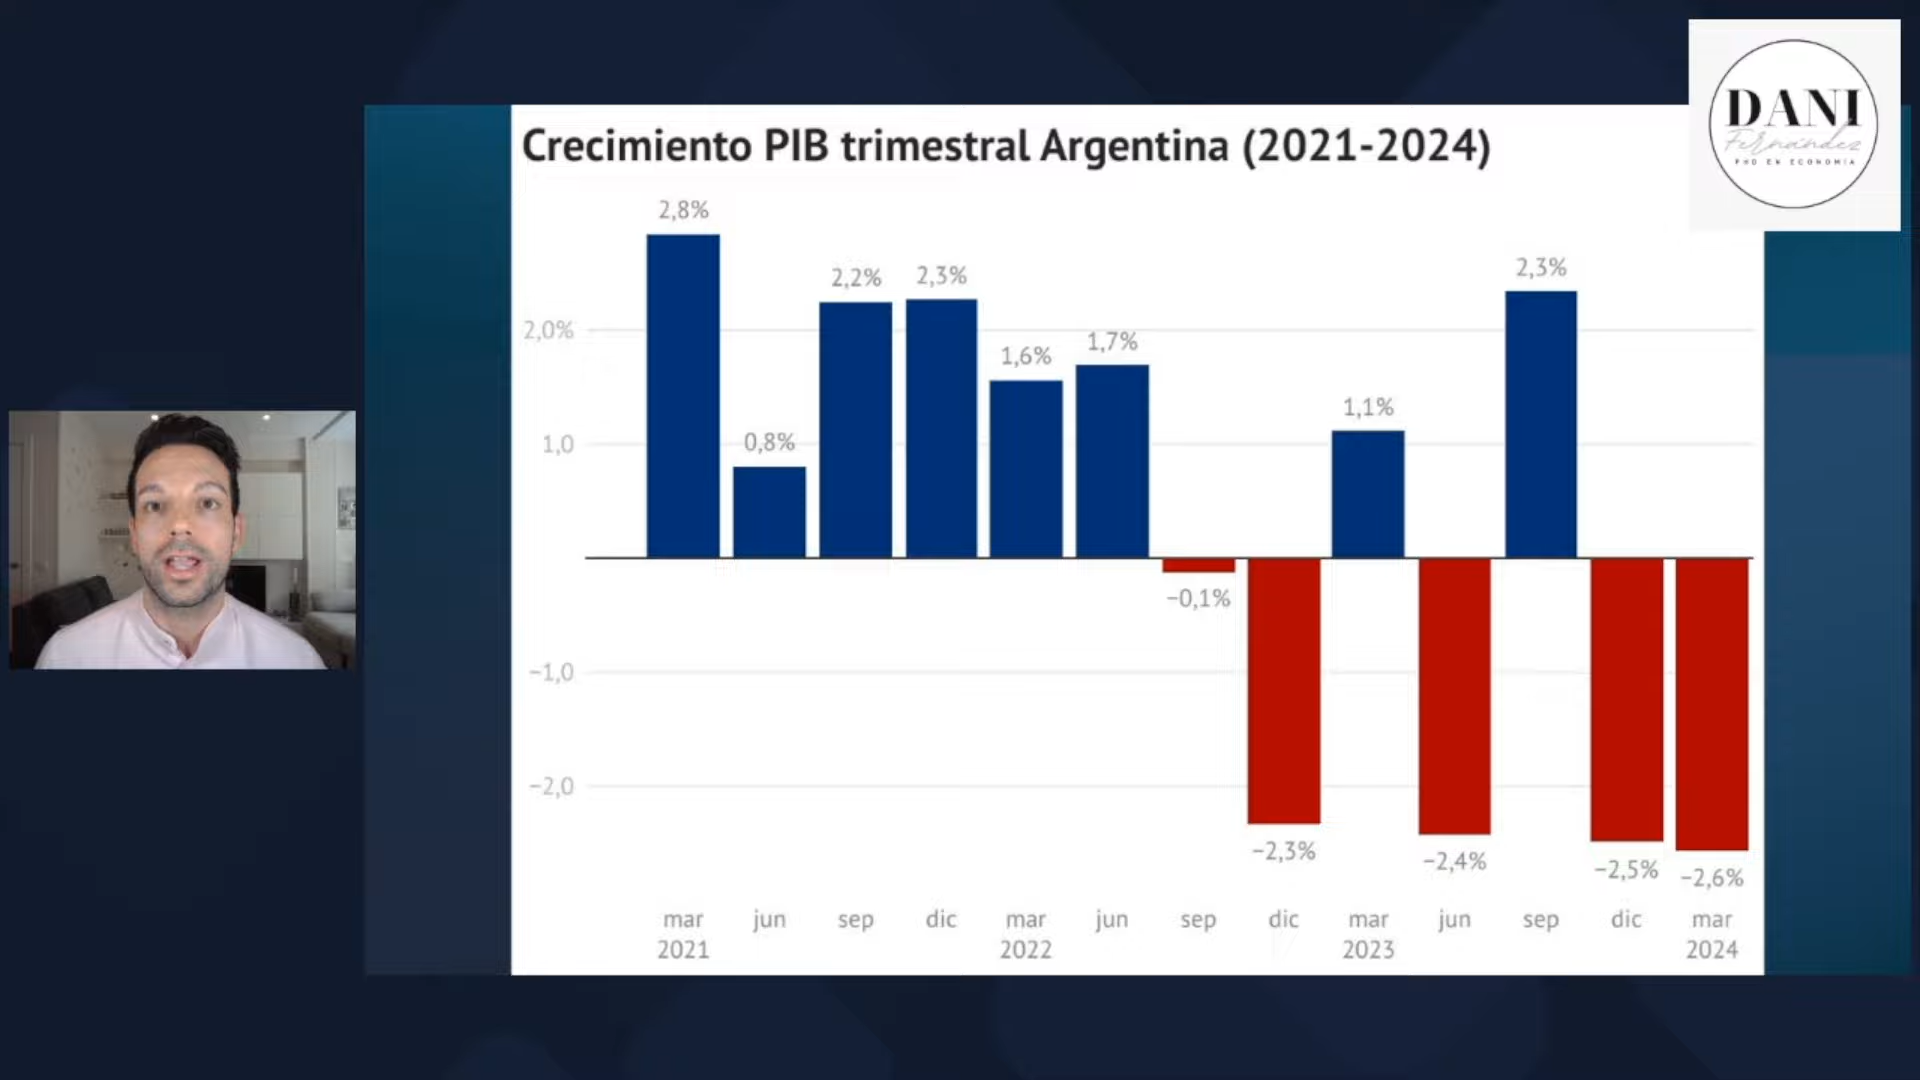 DANI
Fernández
PHD EN ECONOMIA
Crecimiento PIB trimestral Argentina (2021-2024)
2,8%
2,2%
2,3%
2,3%
2,0%
1,6%
1,7%
0,8%
1,1%
1,0
−0,1%
−1,0
−2,0
−2,3%
−2,4%
−2,5%
−2,6%
mar jun sep dic mar jun sep dic mar jun sep dic mar
2021 2022 2023 2024